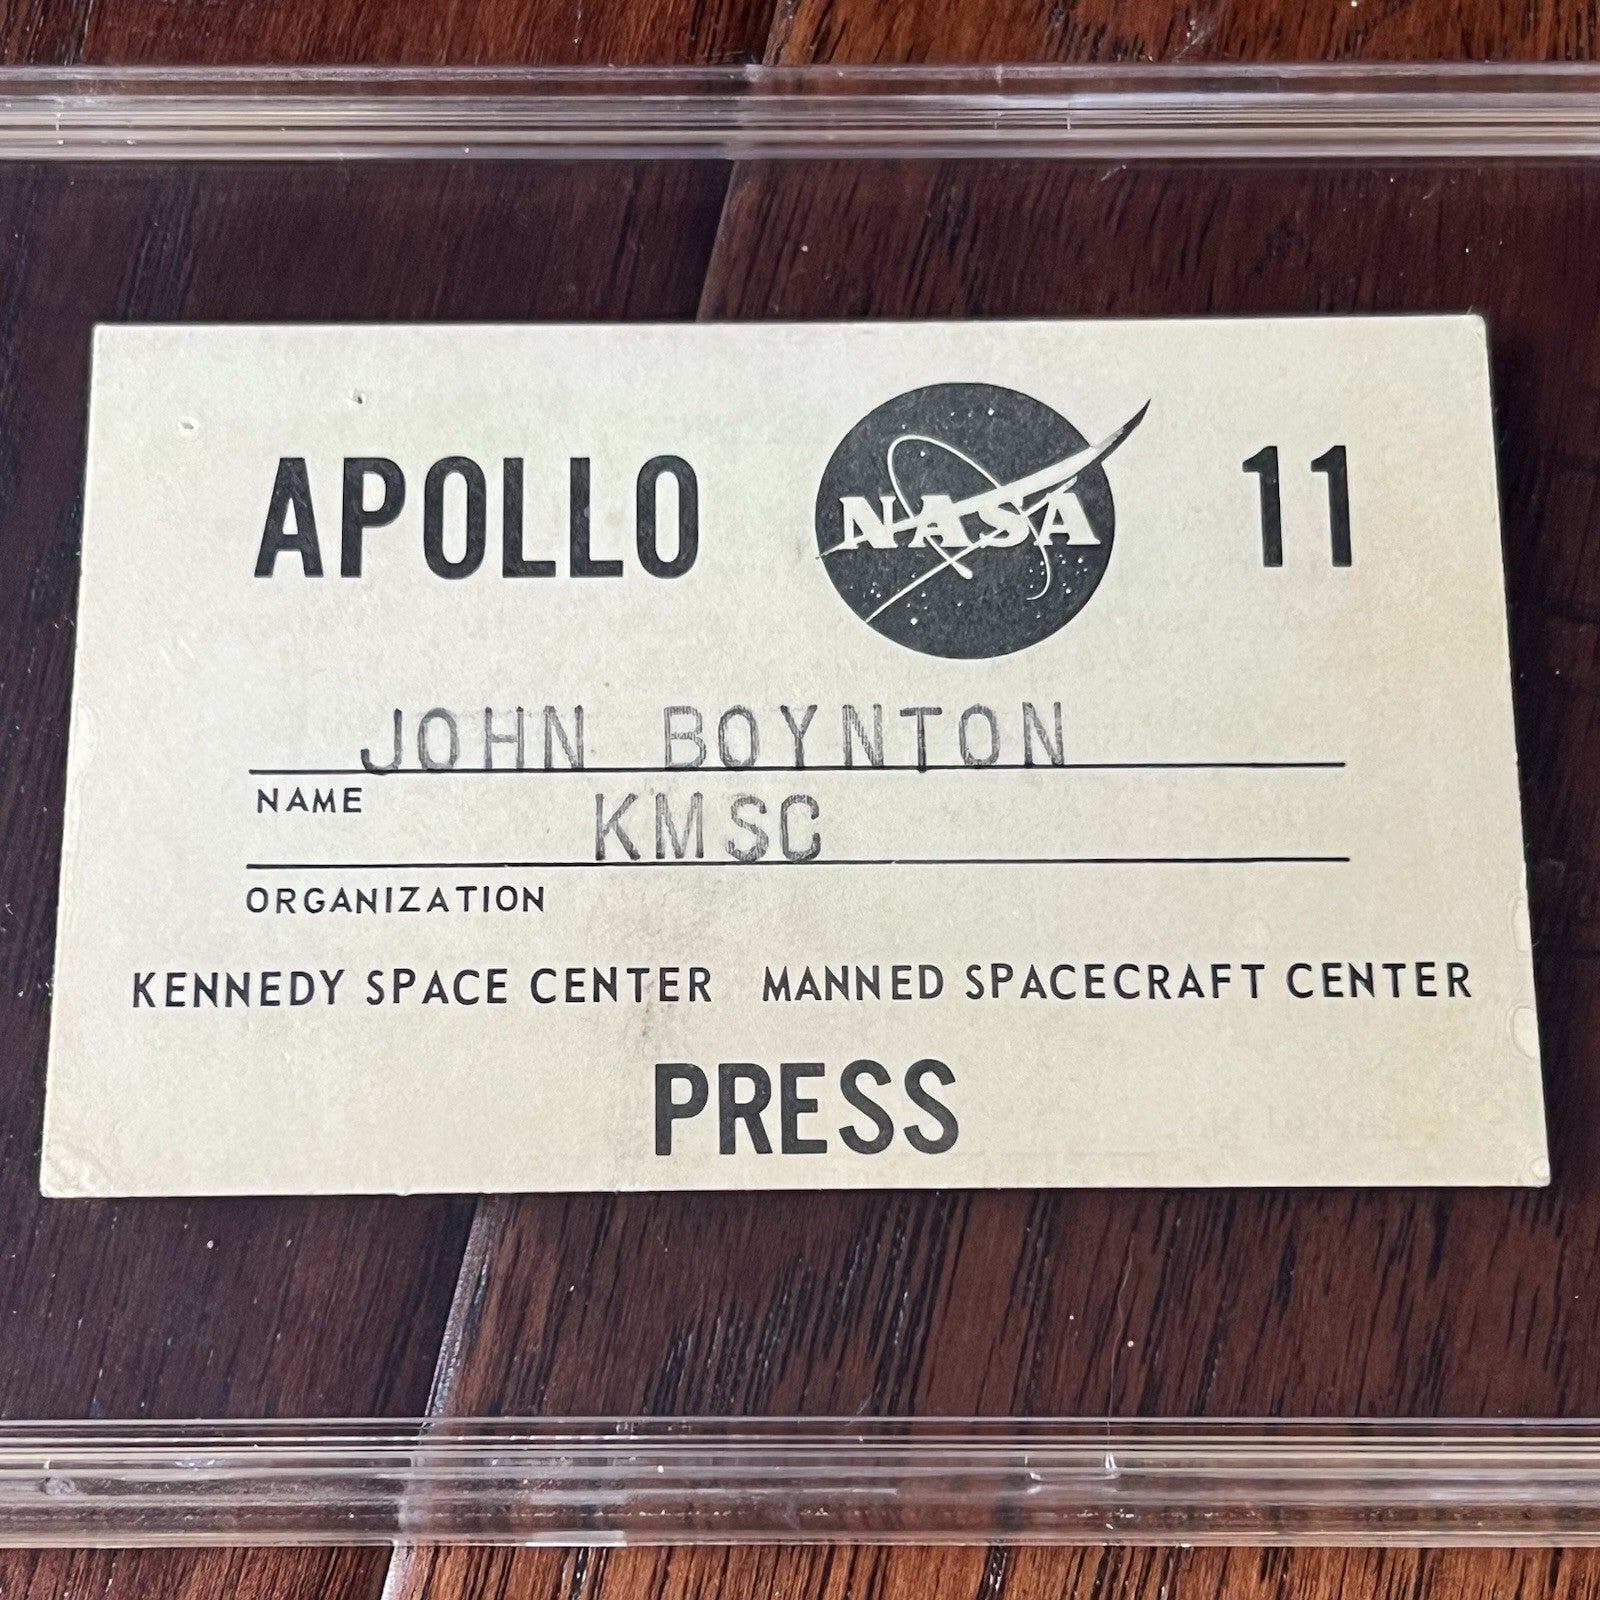 APOLLO NASA 11
JOHN BOYNTON
NAME
KMSC
ORGANIZATION
KENNEDY SPACE CENTER MANNED SPACECRAFT CENTER
PRESS